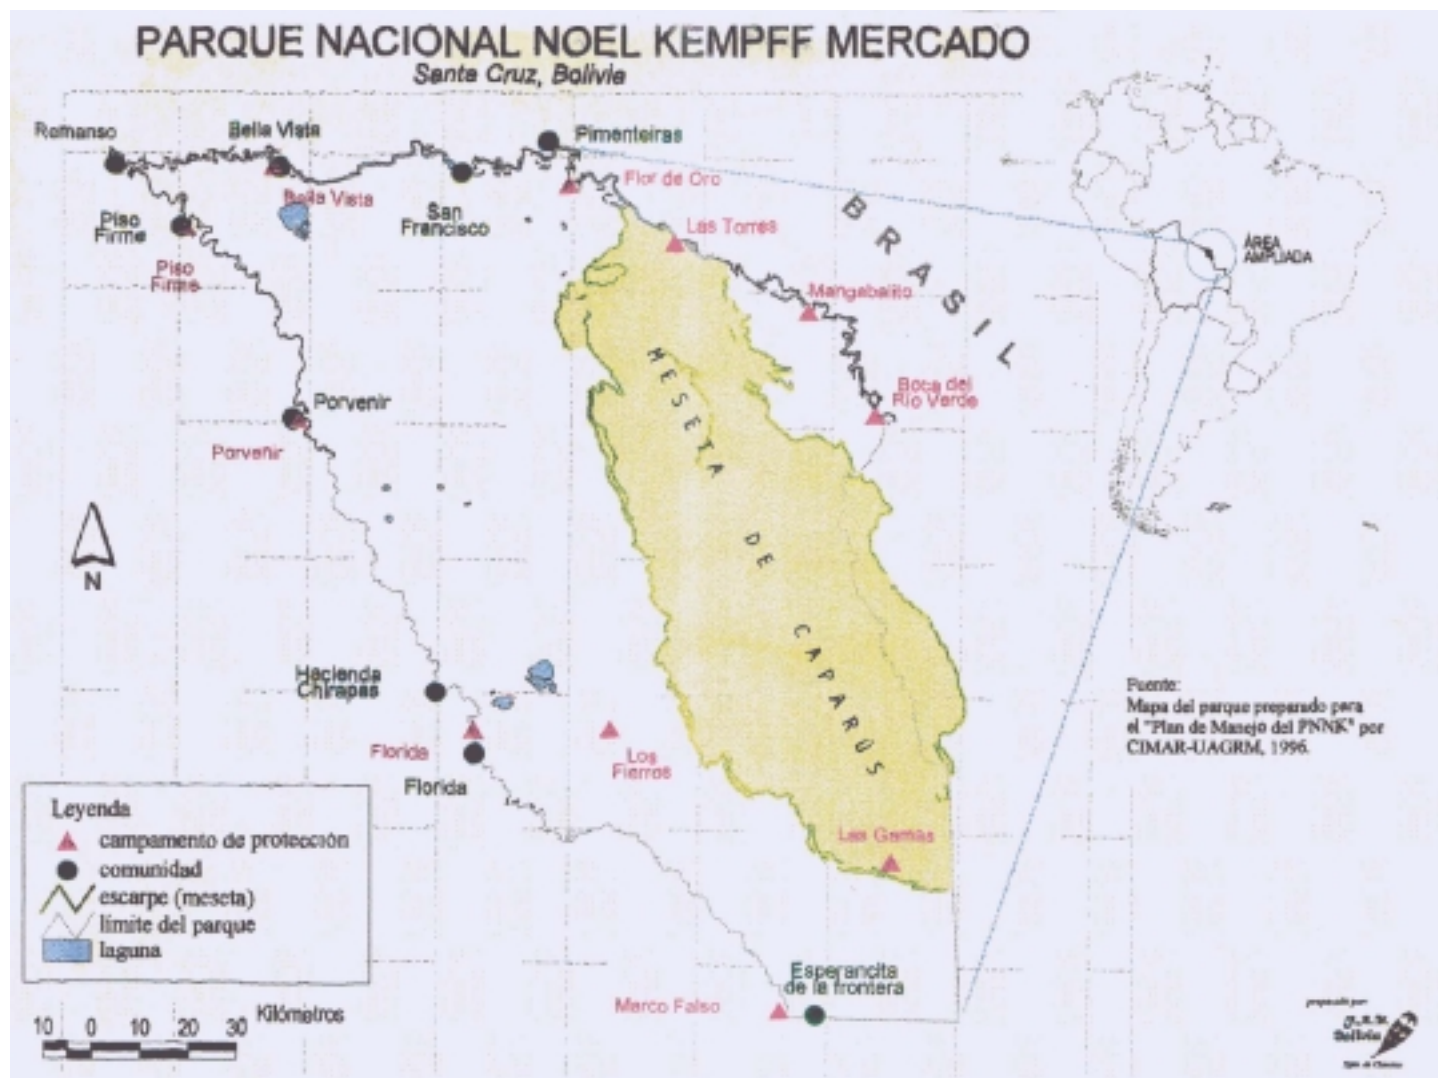 PARQUE NACIONAL NOEL KEMPFF MERCADO
Santa Cruz, Bolivia
Remanso
Bella Vista
Pimenteiras
Bella Vista
Flor de Oro
Piso
Firme
San
Francisco
Las Torres
BRASIL
ÁREA
AMPLIADA
Piso
Firme
Mangabalito
MESETA DE CAPARÚS
Boca del
Río Verde
Porvenir
Porvenir
N
Hacienda
Chirapas
Florida
Los
Fierros
Florida
Fuente:
Mapa del parque preparado para
el "Plan de Manejo del PNNK" por
CIMAR-UAGRM, 1996.
Las Gamas
Leyenda
campamento de protección
comunidad
escarpe (meseta)
límite del parque
laguna
Esperancita
de la frontera
Marco Falso
Kilómetros
10 0 10 20 30
preparado por
Bolivia